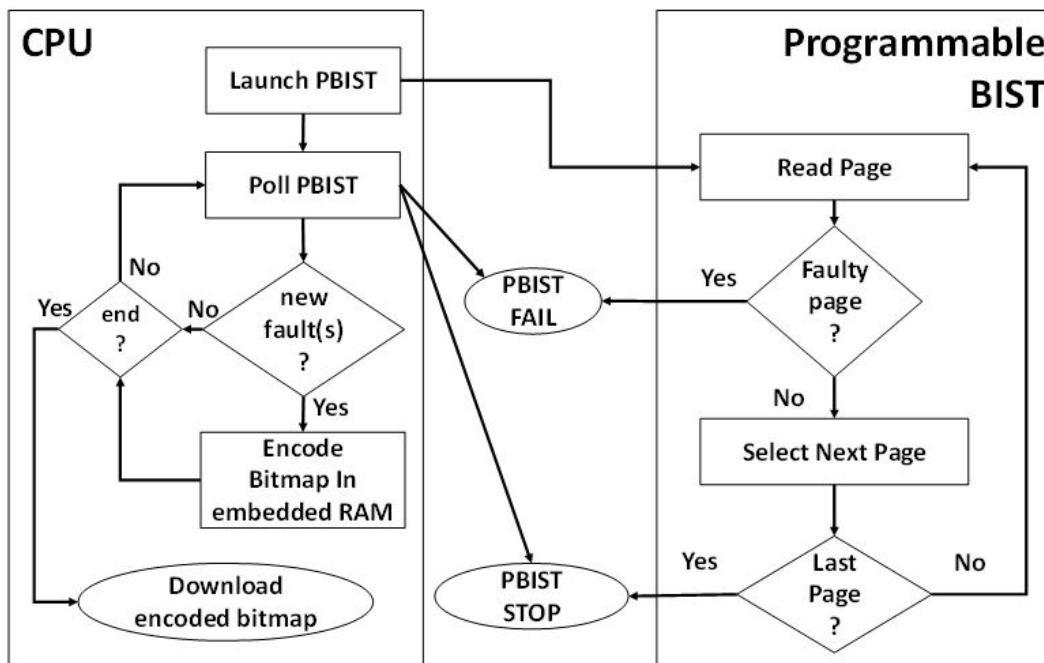 CPU
Launch PBIST
Poll PBIST
No
Yes
end
?
No
new
fault(s)
?
Yes
Encode
Bitmap In
embedded RAM
Download
encoded bitmap
PBIST
FAIL
PBIST
STOP
Programmable
BIST
Read Page
Yes
Faulty
page
?
No
Select Next Page
Yes
Last
Page
?
No